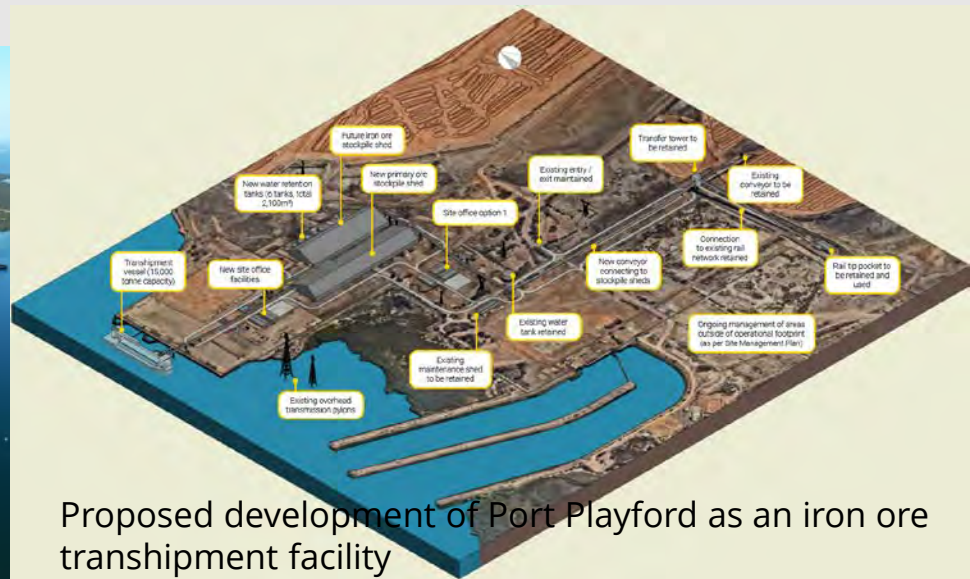 Future iron ore
stockpile shed
Transfer tower to
be retained
New water retention
tanks (6 tanks, total
2,100m³)
New primary ore
stockpile shed
Existing entry /
exit maintained
Existing
conveyor to be
retained
Site office option 1
Transhipment
vessel (15,000
tonne capacity)
New site office
facilities
New conveyor
connecting to
stockpile sheds
Connection
to existing rail
network retained
Rail tip pocket to
be retained and
used
Existing water
tank retained
Ongoing management of areas
outside of operational footprint
(as per Site Management Plan)
Existing
maintenance shed
to be retained
Existing overhead
transmission pylons
Proposed development of Port Playford as an iron ore
transhipment facility